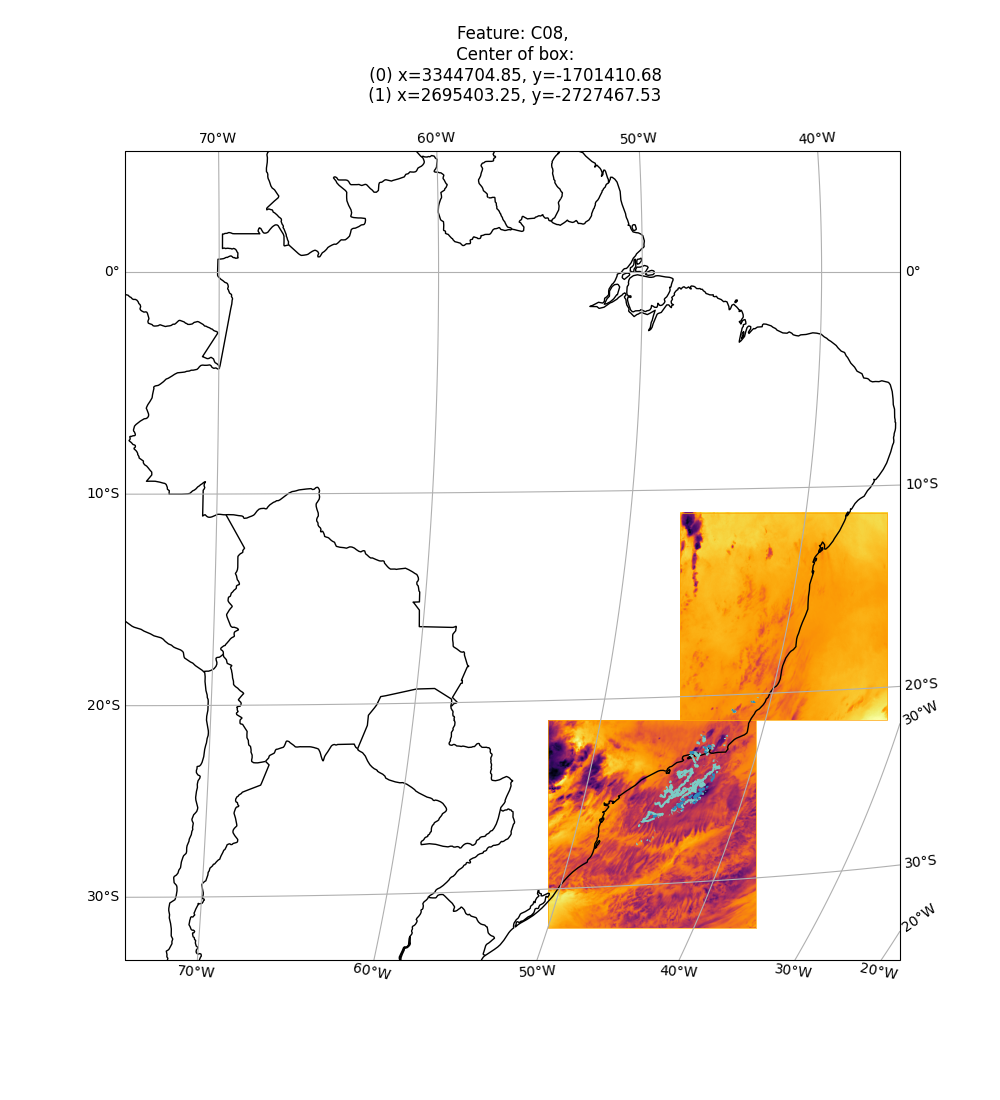 Feature: C08,
Center of box:
(0) x=3344704.85, y=-1701410.68
(1) x=2695403.25, y=-2727467.53
70°W 60°W 50°W 40°W
0° 0°
10°S 10°S
20°S 20°S
30°W
30°S 30°S
20°W
70°W 60°W 50°W 40°W 30°W 20°W